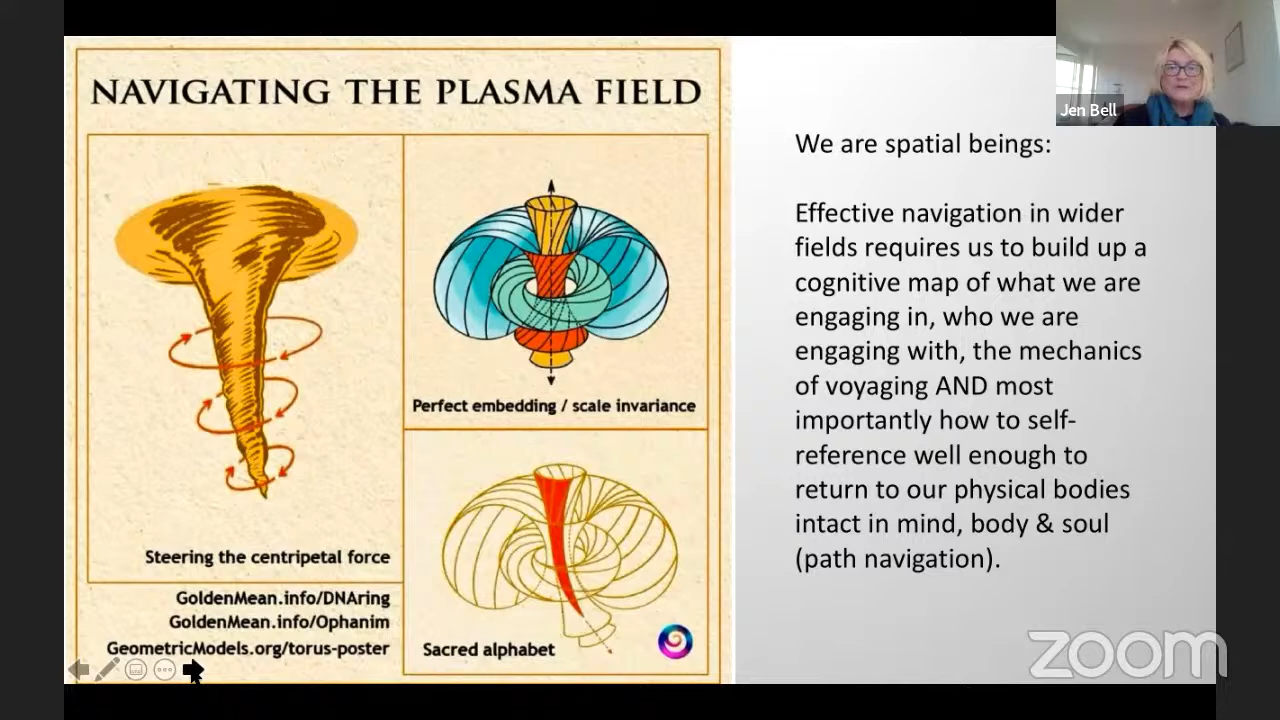 NAVIGATING THE PLASMA FIELD
Steering the centripetal force
GoldenMean.info/DNAring
GoldenMean.info/Ophanim
GeometricModels.org/torus-poster
Perfect embedding / scale invariance
Sacred alphabet
We are spatial beings:
Effective navigation in wider
fields requires us to build up a
cognitive map of what we are
engaging in, who we are
engaging with, the mechanics
of voyaging AND most
importantly how to self-
reference well enough to
return to our physical bodies
intact in mind, body & soul
(path navigation).
Jen Bell
zoom